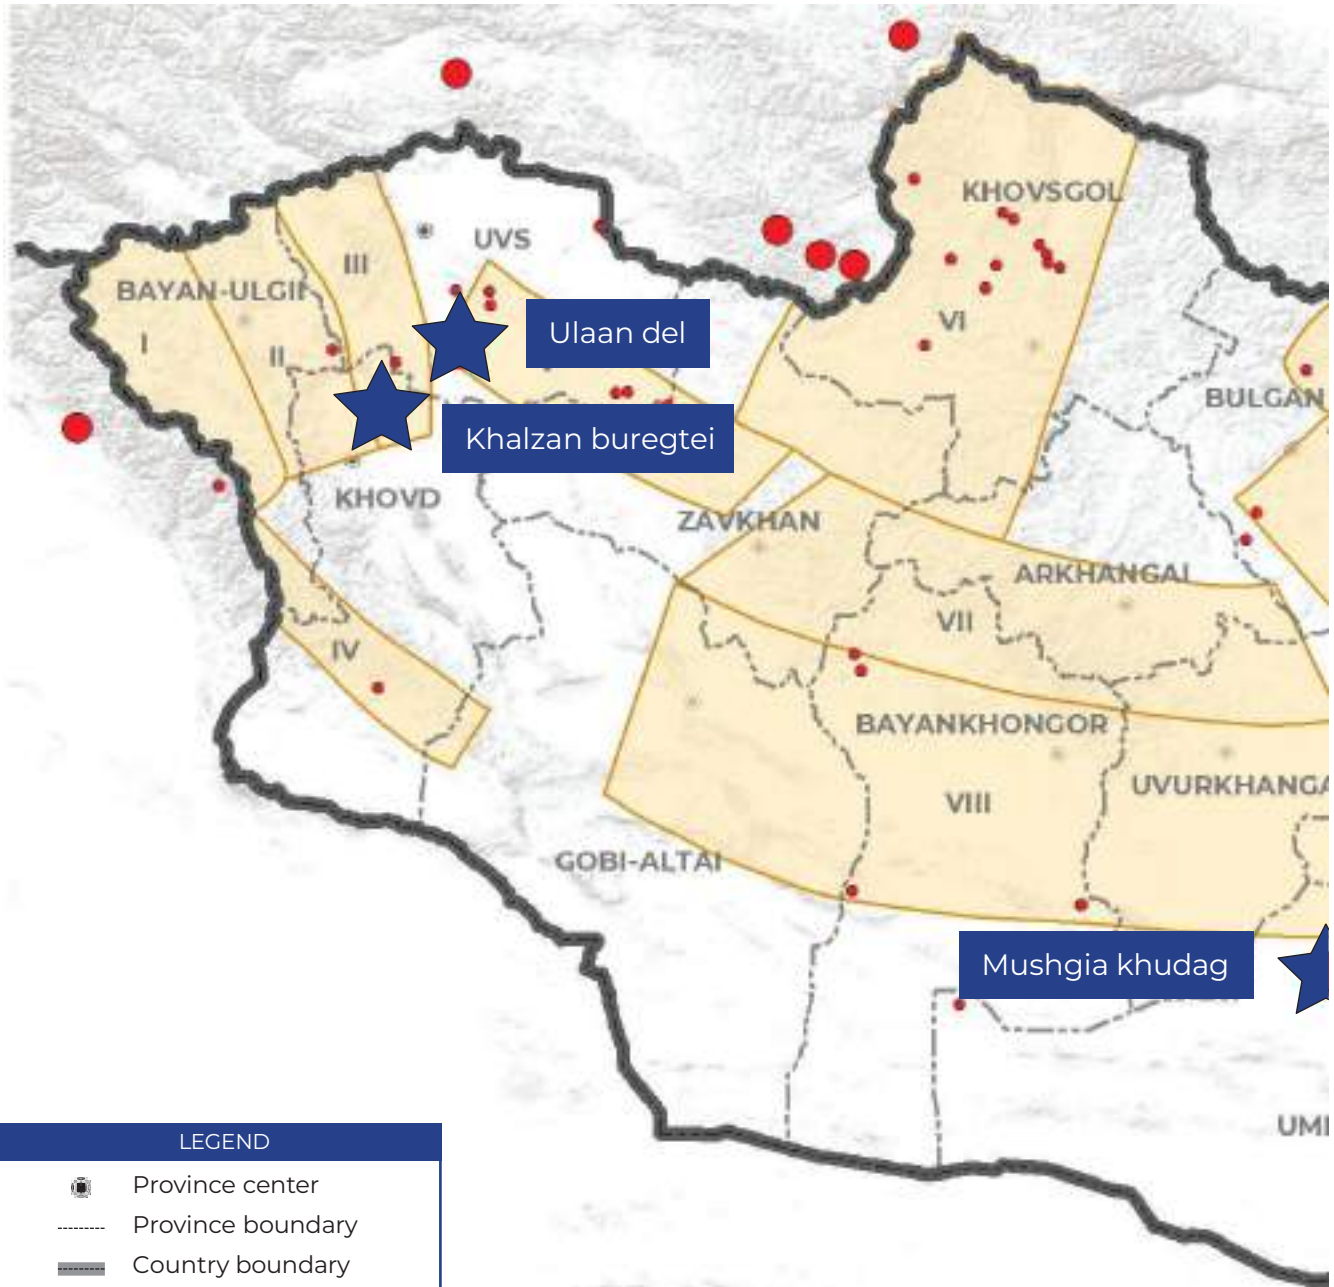 KHOVSGOL
UVS
III
BAYAN-ULGII
I
II
VI
Ulaan del
BULGAN
Khalzan buregtei
KHOVD
ZAVKHAN
ARKHANGAI
VII
IV
BAYANKHONGOR
UVURKHANGA
VIII
GOBI-ALTAI
Mushgia khudag
UM
LEGEND
Province center
Province boundary
Country boundary